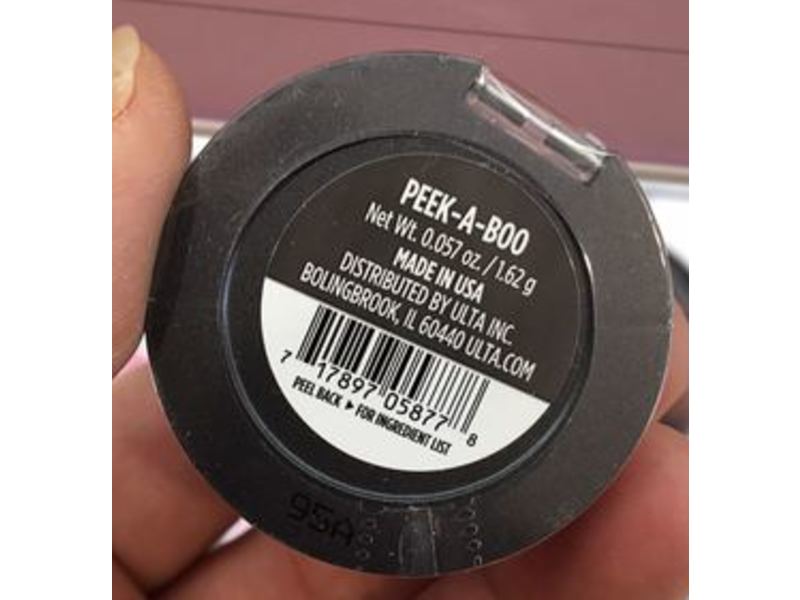 PEEK-A-BOO
Net Wt. 0.057 oz. / 1.62 g
MADE IN USA
DISTRIBUTED BY ULTA INC.
BOLINGBROOK, IL 60440 ULTA.COM
7 17897 05877 8
PEEL BACK ▶ FOR INGREDIENT LIST
95A